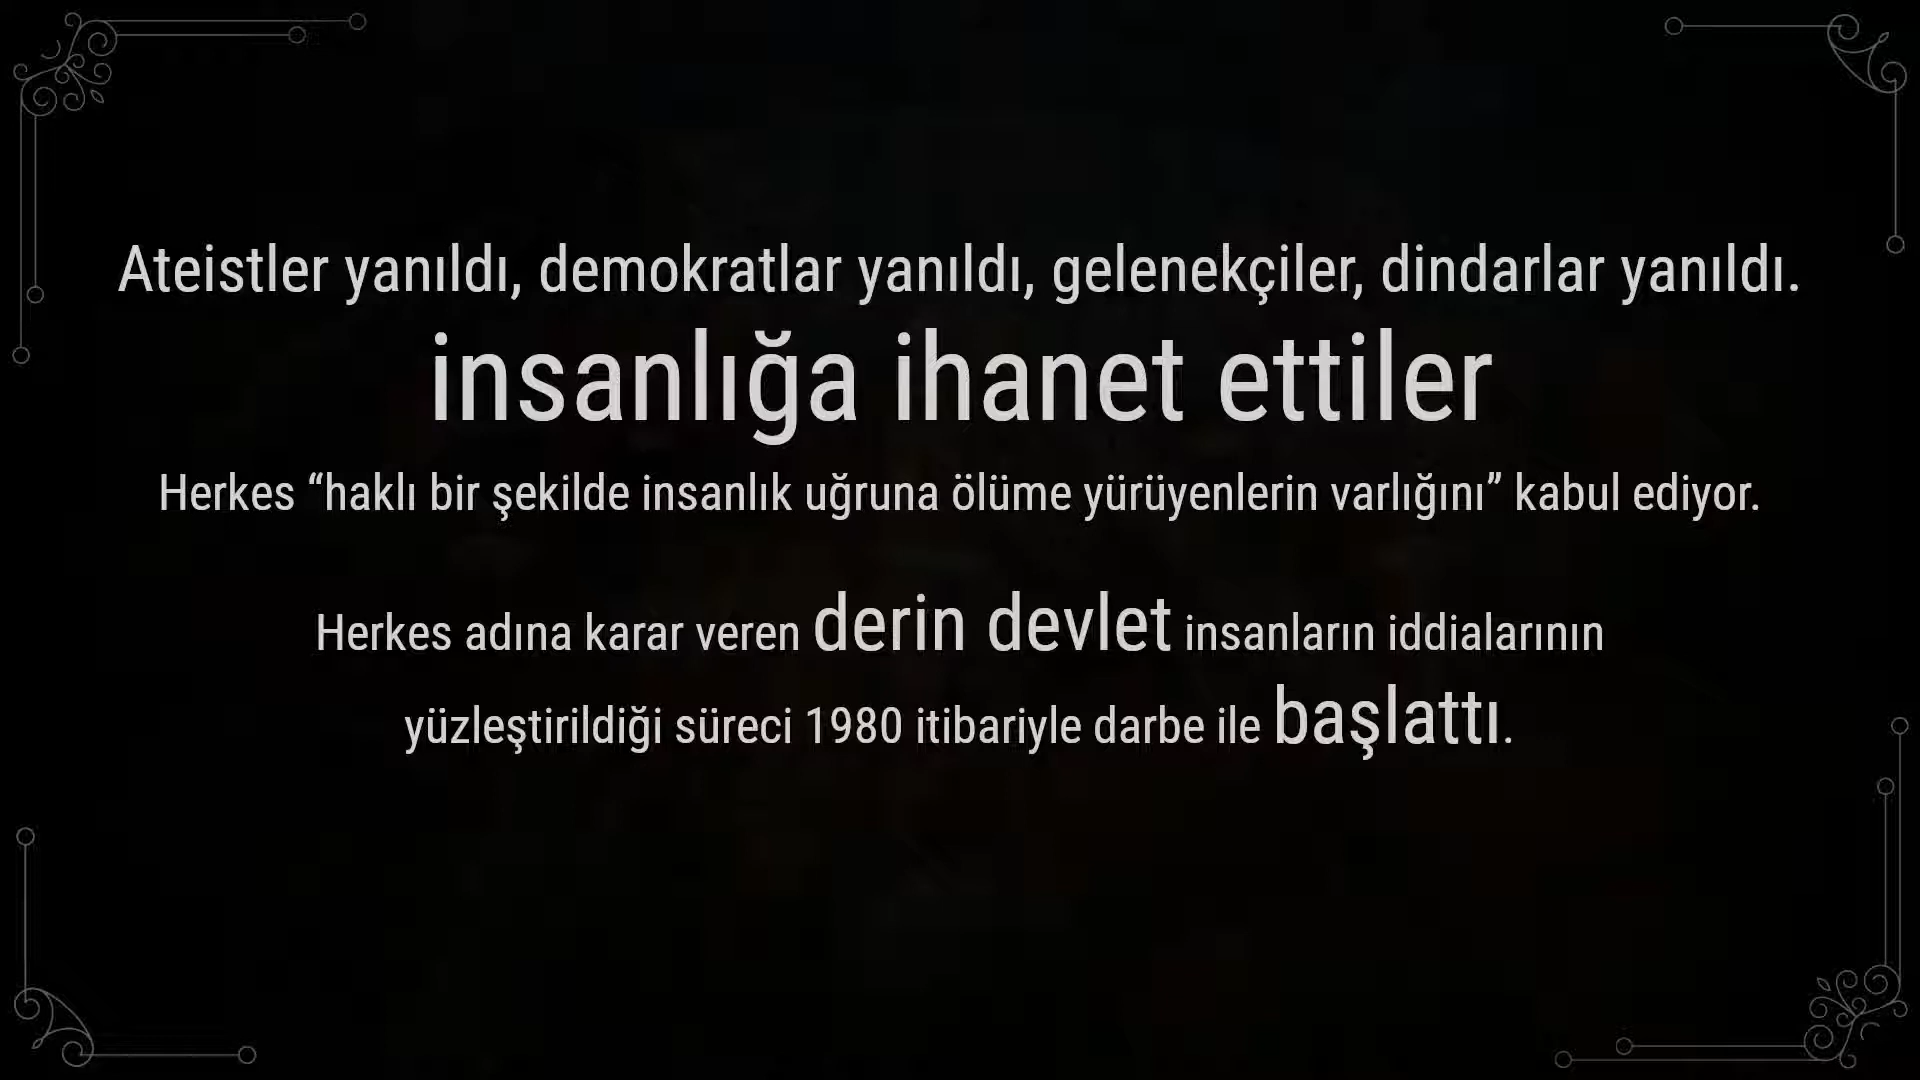 Ateistler yanıldı, demokratlar yanıldı, gelenekçiler, dindarlar yanıldı.
insanlığa ihanet ettiler
Herkes “haklı bir şekilde insanlık uğruna ölüme yürüyenlerin varlığını” kabul ediyor.
Herkes adına karar veren derin devlet insanların iddialarının
yüzleştirildiği süreci 1980 itibariyle darbe ile başlattı.